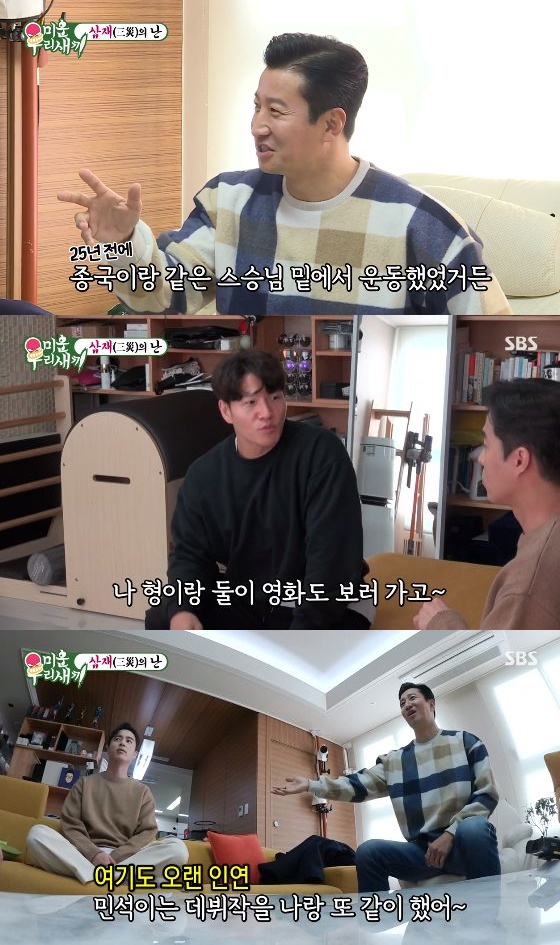 미운
우리새끼
삼재(三災)의 난
25년 전에
종국이랑 같은 스승님 밑에서 운동했었거든
미운
우리새끼
삼재(三災)의 난
SBS
나 형이랑 둘이 영화도 보러 가고~
미운
우리새끼
삼재(三災)의 난
SBS
여기도 오랜 인연
민석이는 데뷔작을 나랑 또 같이 했어~